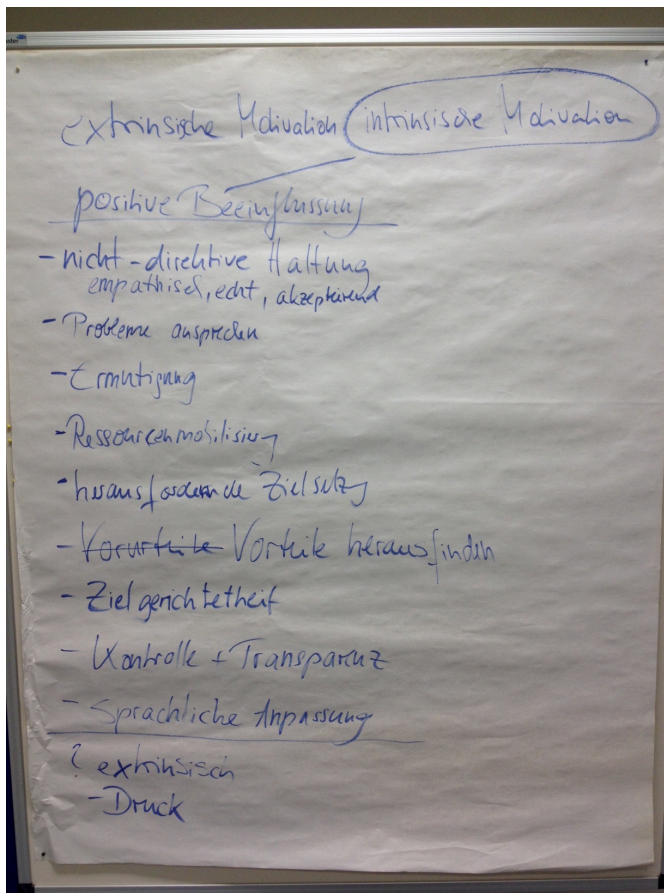 extrinsische Motivation intrinsische Motivation
positive Beeinflussung
- nicht-direktive Haltung
empathisch, echt, akzeptierend
- Probleme ansprechen
- Ermutigung
- Ressourcenmobilisierung
- herausfordernde Zielsetzung
- Vorurteile Vorteile herausfinden
- Zielgerichtetheit
- Kontrolle + Transparenz
- Sprachliche Anpassung
? extrinsisch
- Druck